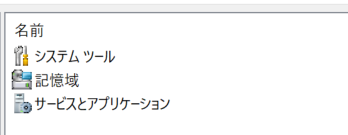 名前
システム ツール
記憶域
サービスとアプリケーション